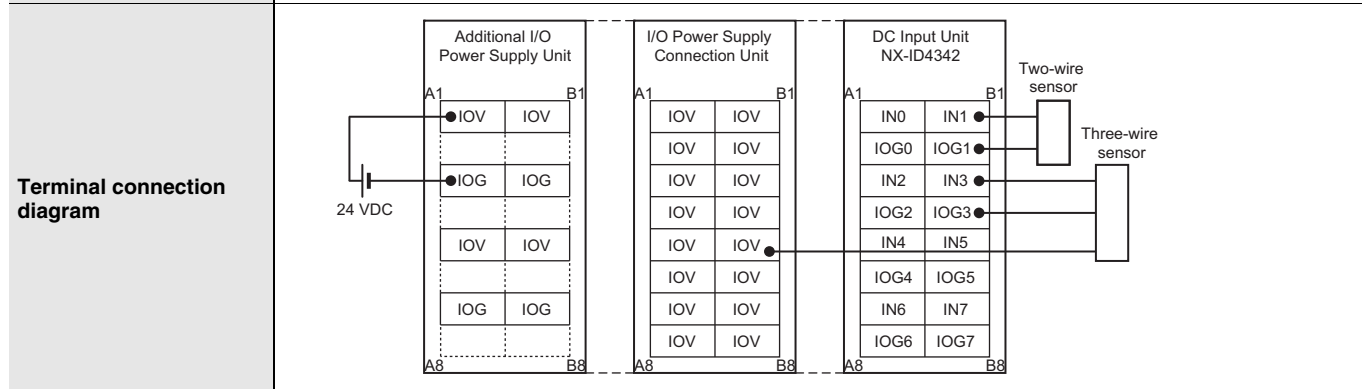 Terminal connection
diagram
Additional I/O
Power Supply Unit
I/O Power Supply
Connection Unit
DC Input Unit
NX-ID4342
Two-wire
sensor
Three-wire
sensor
24 VDC
A1 B1
IOV IOV
IOG IOG
IOV IOV
IOG IOG
A8 B8
A1 B1
IOV IOV
IOV IOV
IOV IOV
IOV IOV
IOV IOV
IOV IOV
IOV IOV
IOV IOV
A8 B8
A1 B1
IN0 IN1
IOG0 IOG1
IN2 IN3
IOG2 IOG3
IN4 IN5
IOG4 IOG5
IN6 IN7
IOG6 IOG7
A8 B8